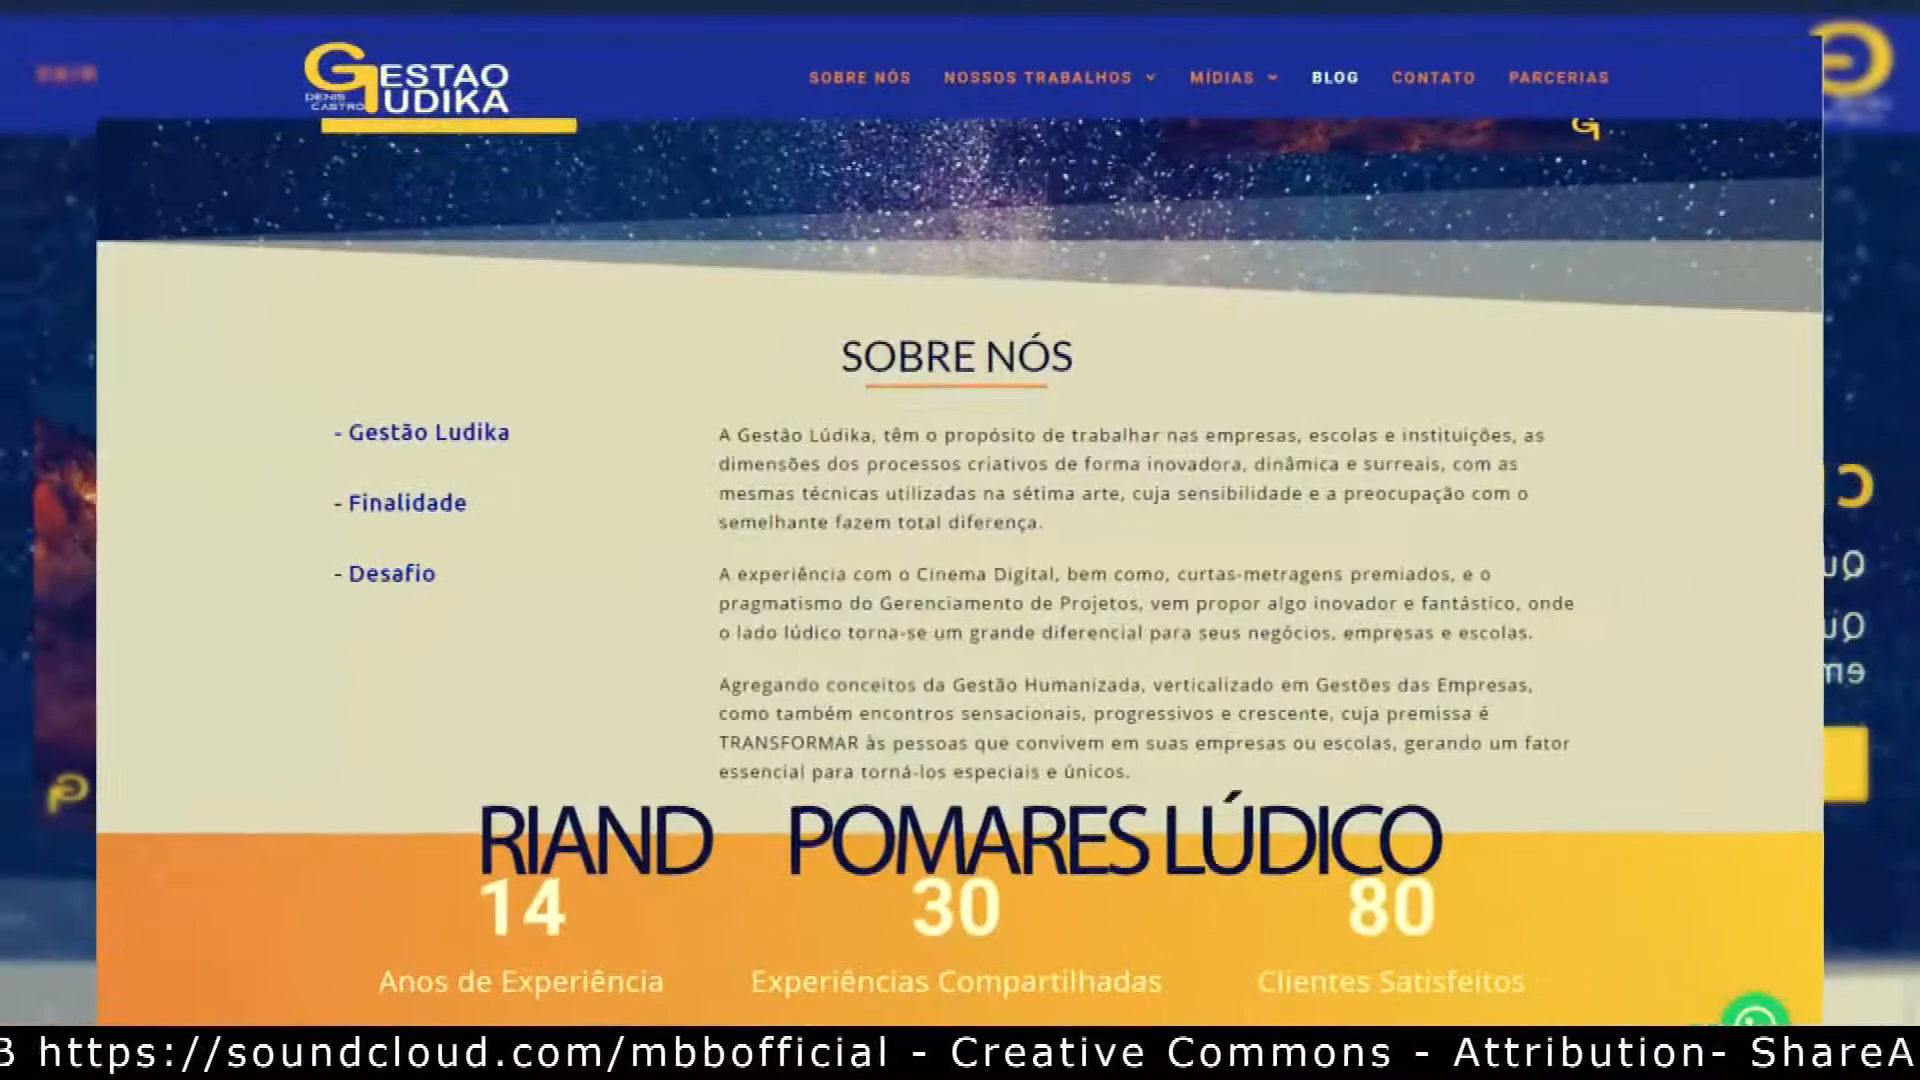 GESTAO
LUDIKA
DENIS
CASTRO
SOBRE NÓS NOSSOS TRABALHOS MÍDIAS BLOG CONTATO PARCERIAS
SOBRE NÓS
- Gestão Ludika
- Finalidade
- Desafio
A Gestão Lúdika, têm o propósito de trabalhar nas empresas, escolas e instituições, as
dimensões dos processos criativos de forma inovadora, dinâmica e surreais, com as
mesmas técnicas utilizadas na sétima arte, cuja sensibilidade e a preocupação com o
semelhante fazem total diferença.
A experiência com o Cinema Digital, bem como, curtas-metragens premiados, e o
pragmatismo do Gerenciamento de Projetos, vem propor algo inovador e fantástico, onde
o lado lúdico torna-se um grande diferencial para seus negócios, empresas e escolas.
Agregando conceitos da Gestão Humanizada, verticalizado em Gestões das Empresas,
como também encontros sensacionais, progressivos e crescente, cuja premissa é
TRANSFORMAR às pessoas que convivem em suas empresas ou escolas, gerando um fator
essencial para torná-los especiais e únicos.
RIAND POMARES LÚDICO
14 30 80
Anos de Experiência Experiências Compartilhadas Clientes Satisfeitos
B https://soundcloud.com/mbbofficial - Creative Commons - Attribution- ShareA